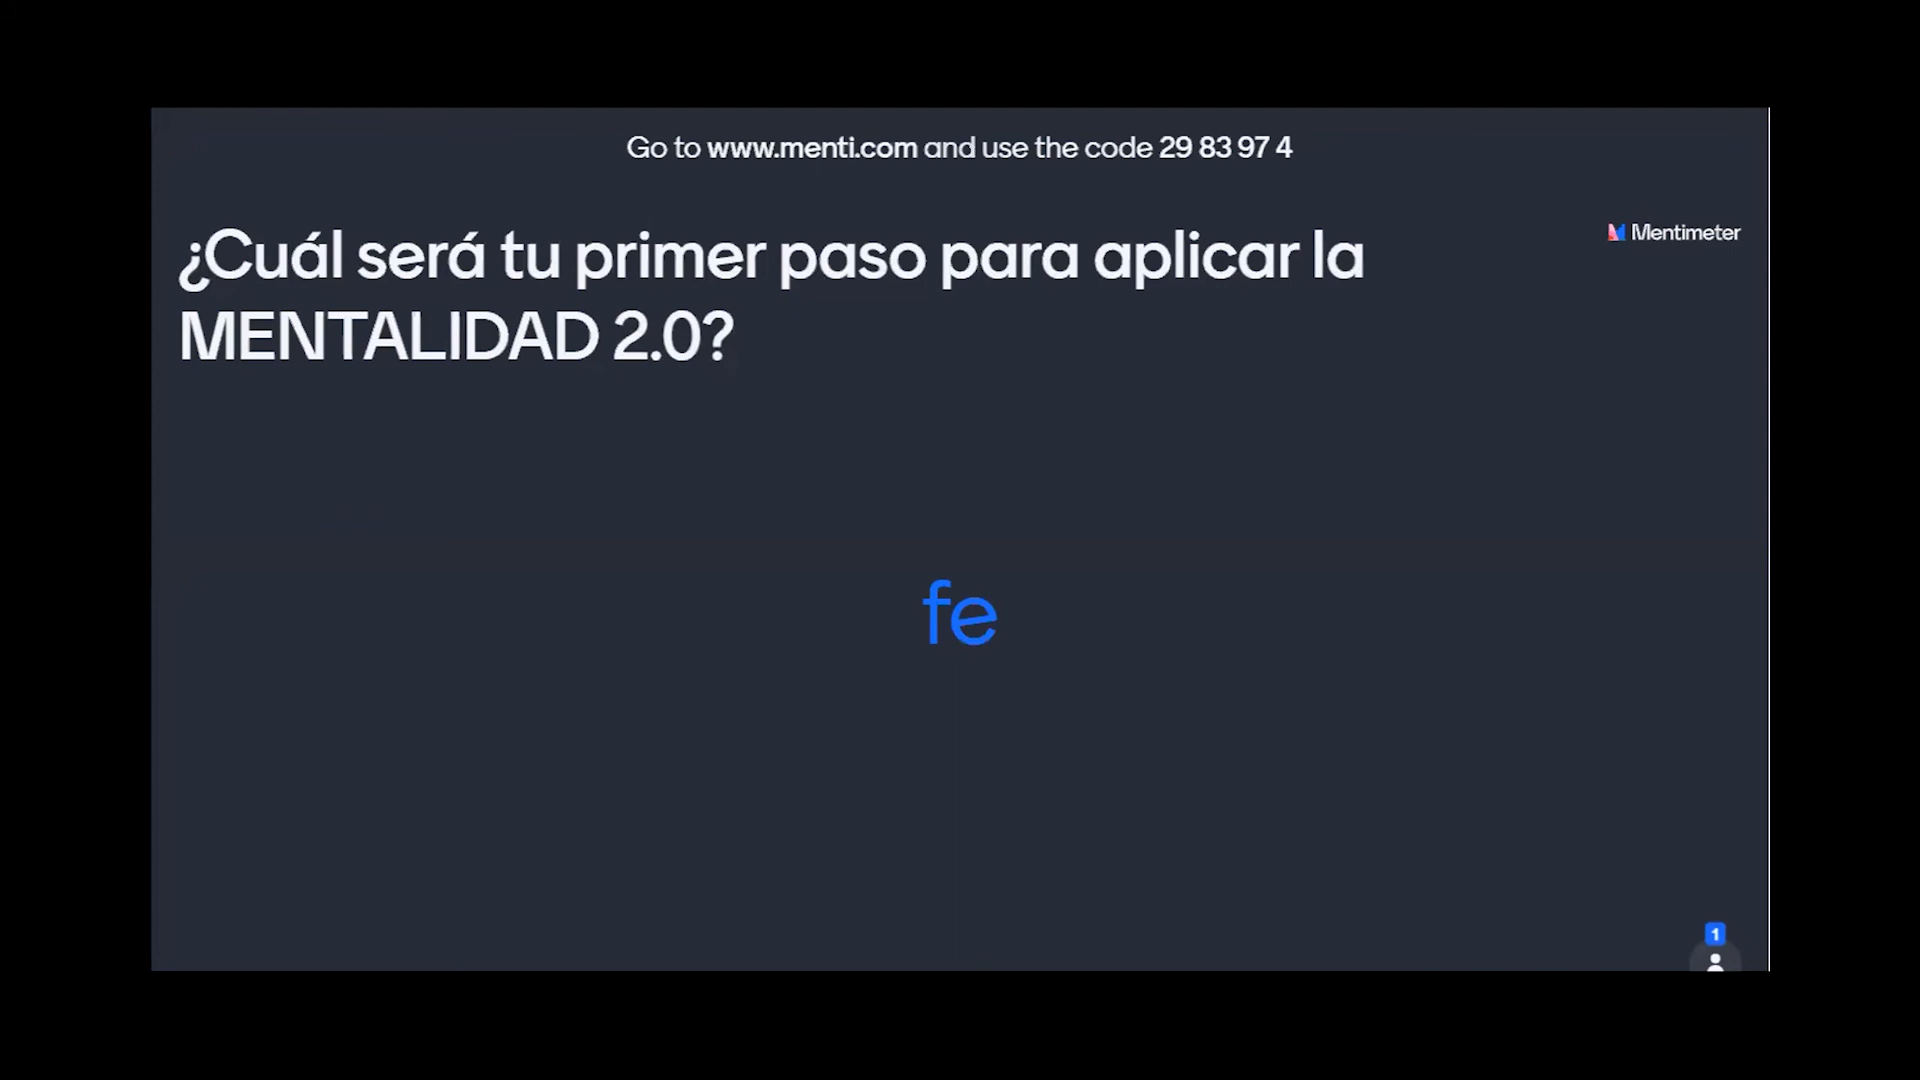 Go to www.menti.com and use the code 29 83 97 4
¿Cuál será tu primer paso para aplicar la
MENTALIDAD 2.0?
Mentimeter
fe
1